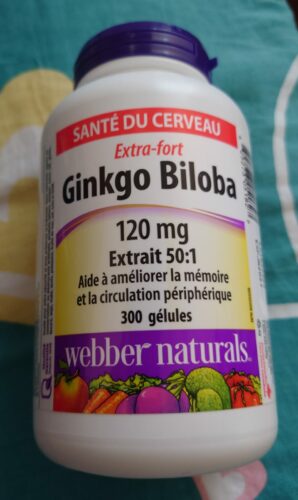 SANTÉ DU CERVEAU
Extra-fort
Ginkgo Biloba
120 mg
Extrait 50:1
Aide à améliorer la mémoire
et la circulation périphérique
300 gélules
webber naturals